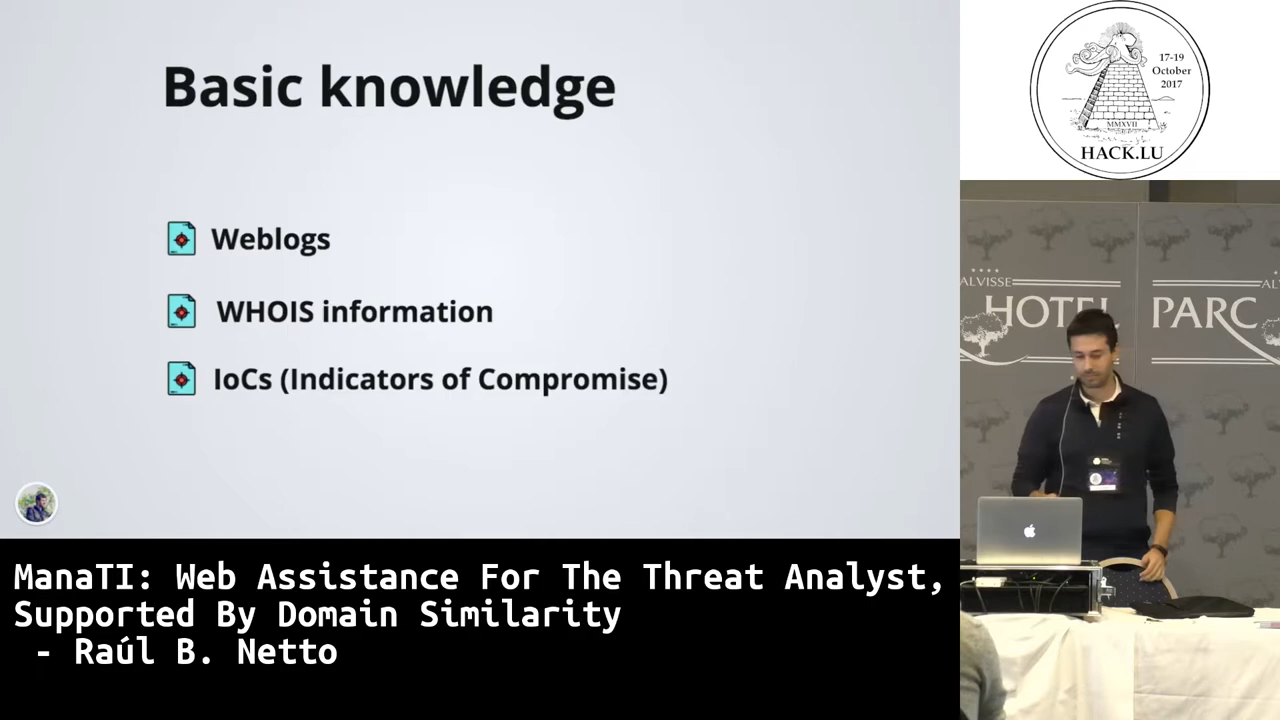 Basic knowledge
Weblogs
WHOIS information
IoCs (Indicators of Compromise)
ManaTI: Web Assistance For The Threat Analyst,
Supported By Domain Similarity
- Raúl B. Netto
17-19
October
2017
MMXVII
HACK.LU
ALVISSE
HOTEL PARC
AL